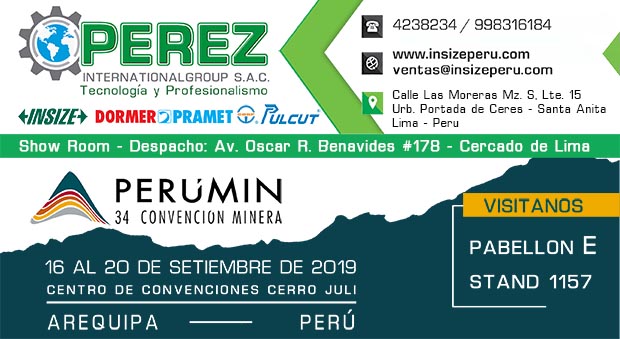 PEREZ
INTERNATIONALGROUP S.A.C.
Tecnología y Profesionalismo
INSIZE DORMER PRAMET PULCUT
4238234 / 998316184
www.insizeperu.com
ventas@insizeperu.com
Calle Las Moreras Mz. S, Lte. 15
Urb. Portada de Ceres - Santa Anita
Lima - Peru
Show Room - Despacho: Av. Oscar R. Benavides #178 - Cercado de Lima
PERÚMIN
34 CONVENCIÓN MINERA
16 AL 20 DE SETIEMBRE DE 2019
CENTRO DE CONVENCIONES CERRO JULI
AREQUIPA —— PERÚ
VISITANOS
PABELLON E
STAND 1157